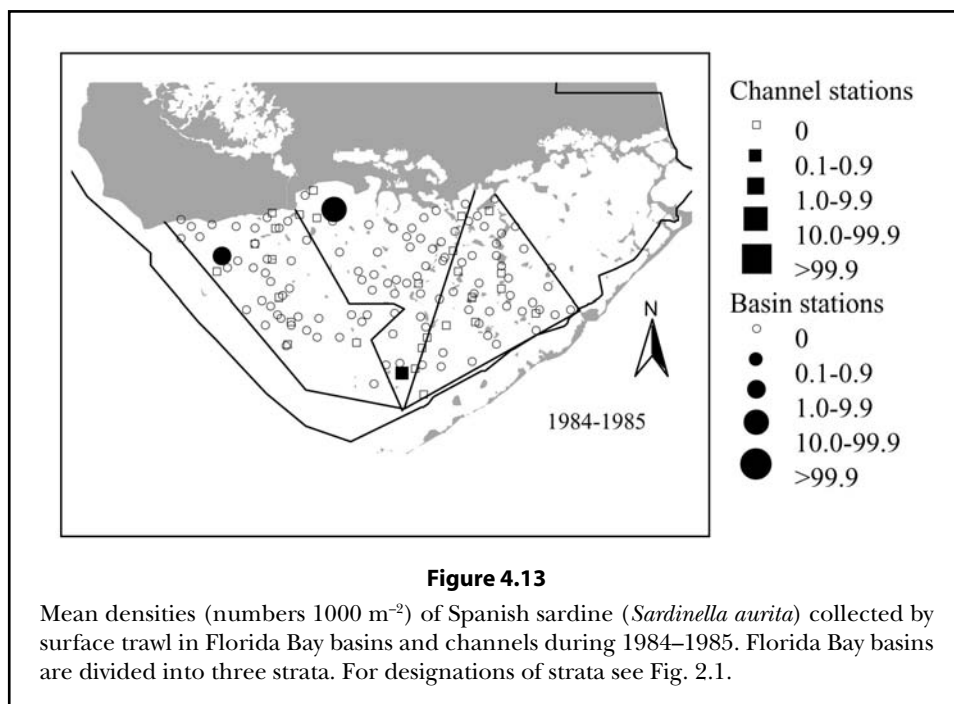 Channel stations
0
0.1-0.9
1.0-9.9
10.0-99.9
>99.9
Basin stations
0
0.1-0.9
1.0-9.9
10.0-99.9
>99.9
N
1984-1985
Figure 4.13
Mean densities (numbers 1000 m⁻²) of Spanish sardine (Sardinella aurita) collected by
surface trawl in Florida Bay basins and channels during 1984–1985. Florida Bay basins
are divided into three strata. For designations of strata see Fig. 2.1.